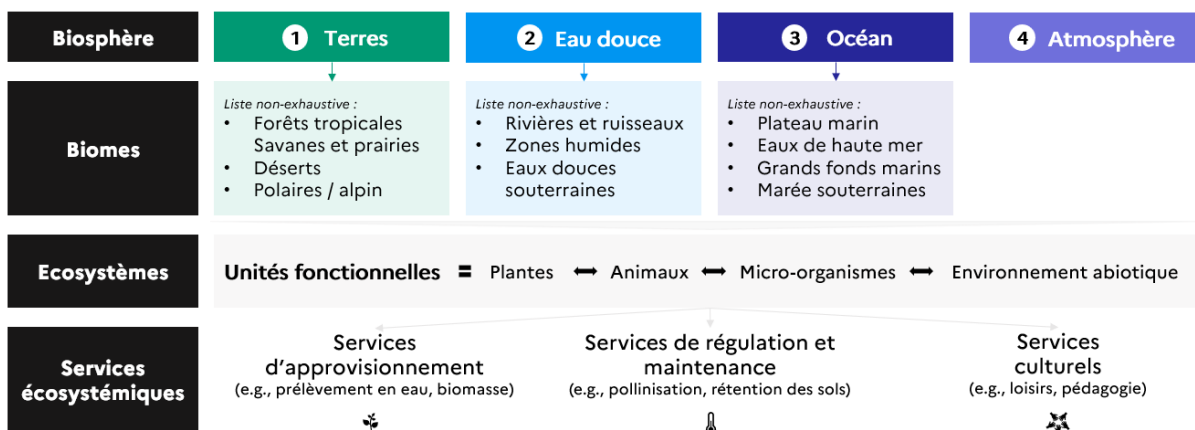 Biosphère
1 Terres
2 Eau douce
3 Océan
4 Atmosphère
Biomes
Liste non-exhaustive :
• Forêts tropicales
Savanes et prairies
• Déserts
• Polaires / alpin
Liste non-exhaustive :
• Rivières et ruisseaux
• Zones humides
• Eaux douces
souterraines
Liste non-exhaustive :
• Plateau marin
• Eaux de haute mer
• Grands fonds marins
• Marée souterraines
Ecosystèmes
Unités fonctionnelles = Plantes ↔ Animaux ↔ Micro-organismes ↔ Environnement abiotique
Services
écosystémiques
Services
d'approvisionnement
(e.g., prélèvement en eau, biomasse)
Services de régulation et
maintenance
(e.g., pollinisation, rétention des sols)
Services
culturels
(e.g., loisirs, pédagogie)